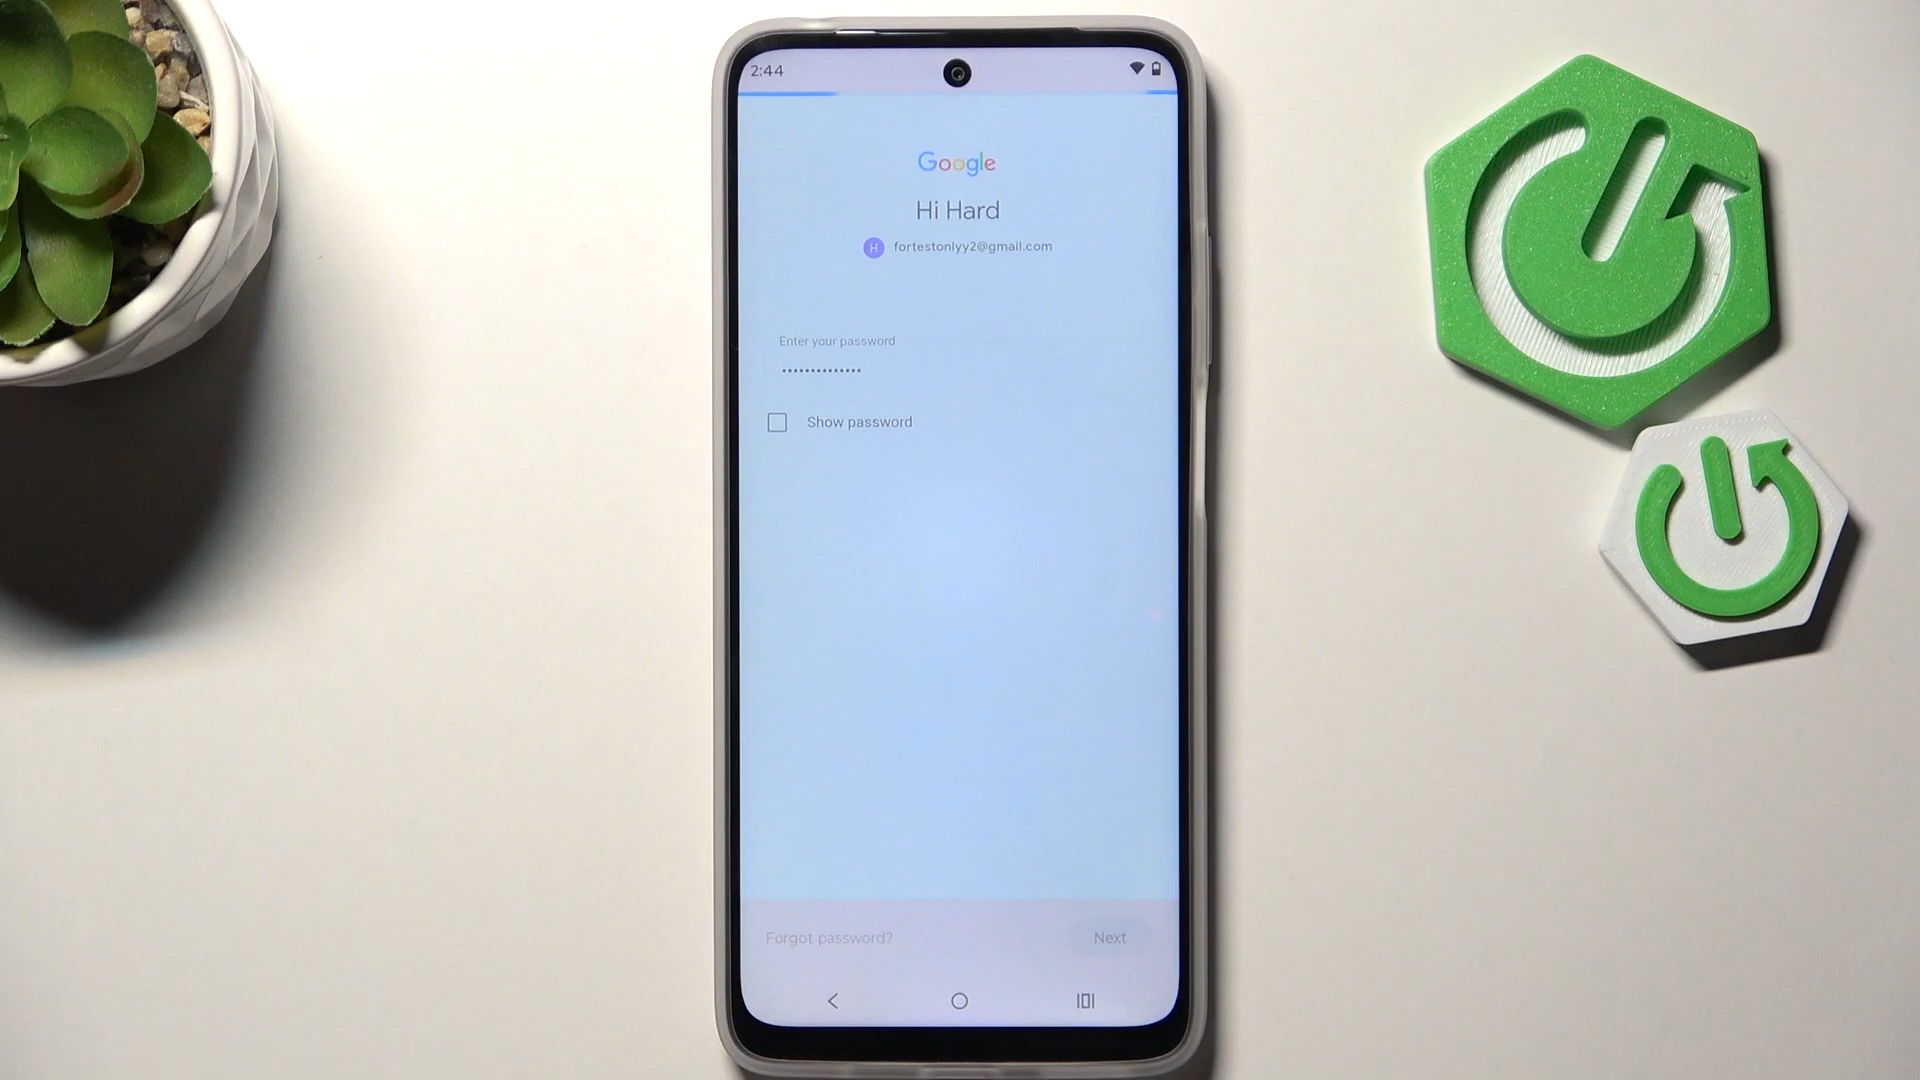 2:44
Google
Hi Hard
H fortestonlyy2@gmail.com
Enter your password
••••••••••••••
Show password
Forgot password? Next